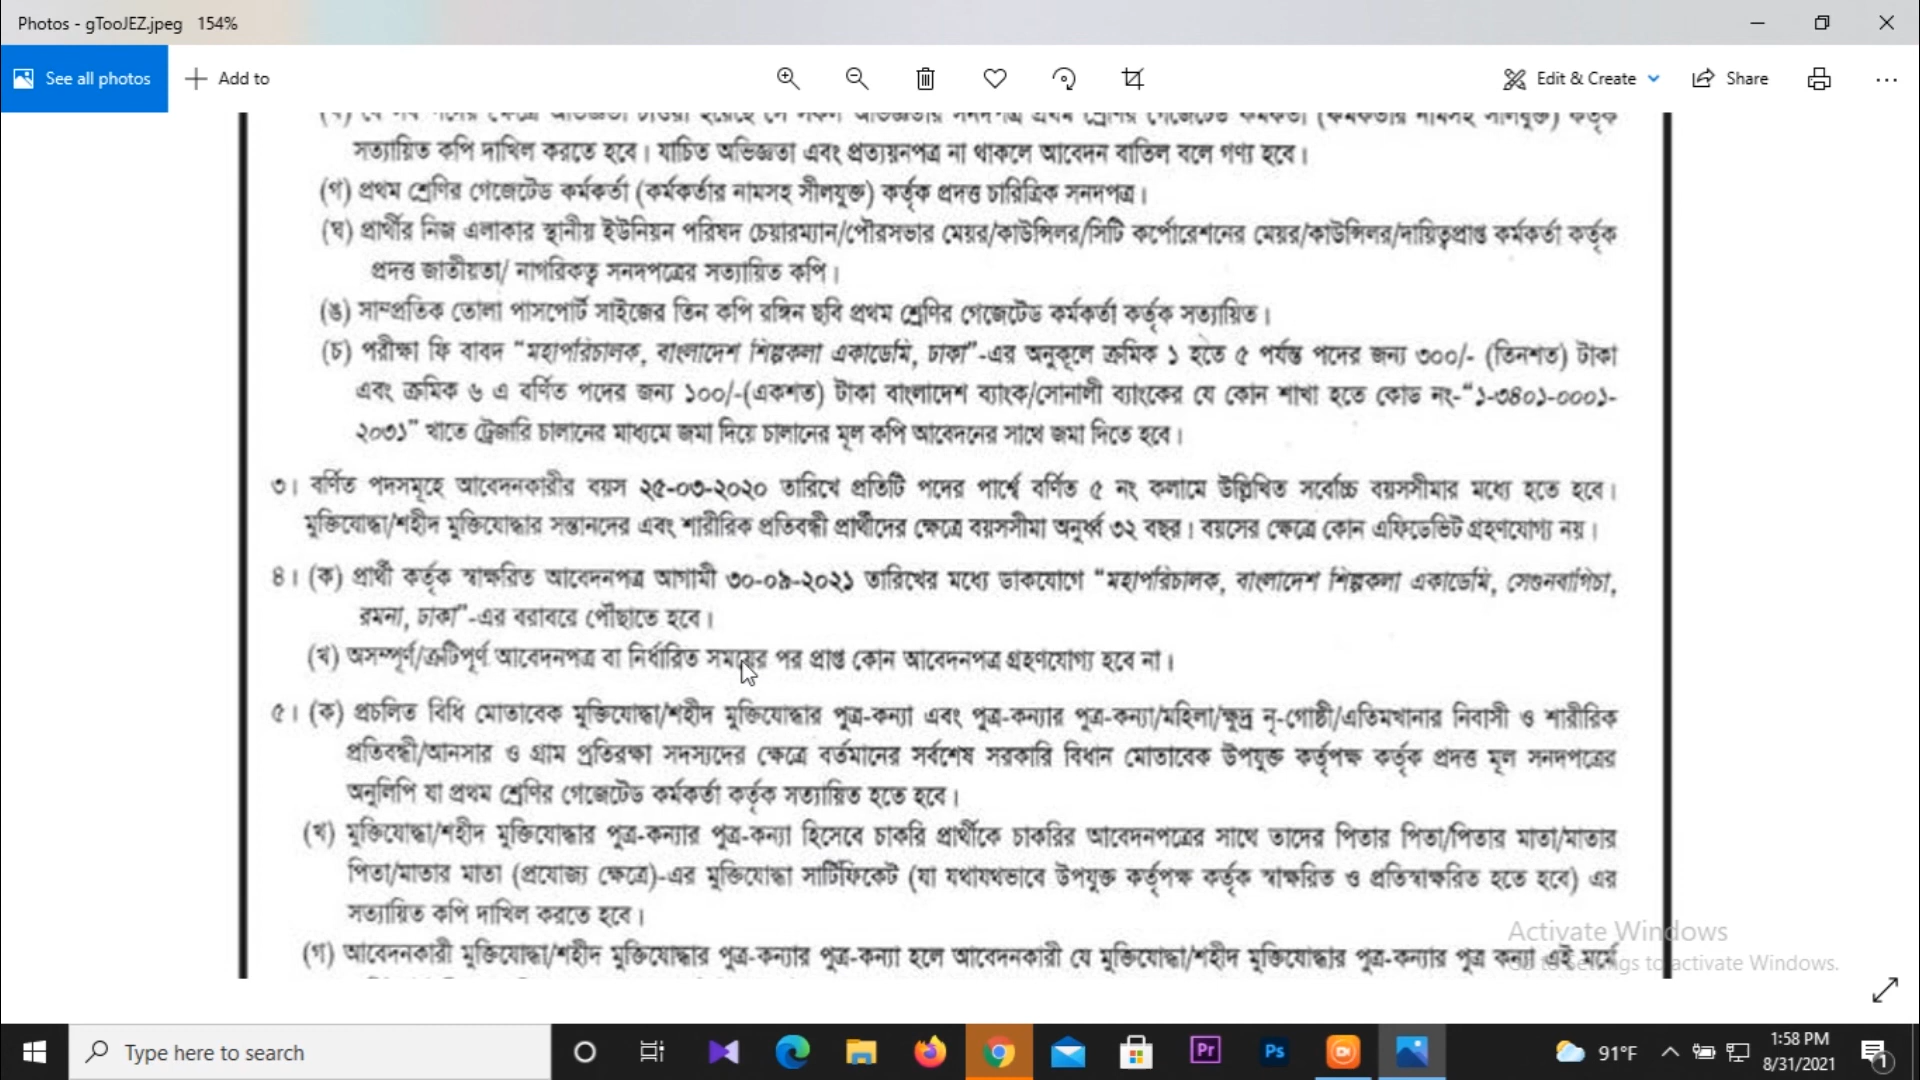 Photos - gTooJEZ.jpeg 154%
See all photos
Add to
Edit & Create
Share
সত্যায়িত কপি দাখিল করতে হবে। যাচিত অভিজ্ঞতা এবং প্রত্যয়নপত্র না থাকলে আবেদন বাতিল বলে গণ্য হবে।
(গ) প্রথম শ্রেণির গেজেটেড কর্মকর্তা (কর্মকর্তার নামসহ সীলযুক্ত) কর্তৃক প্রদত্ত চারিত্রিক সনদপত্র।
(ঘ) প্রার্থীর নিজ এলাকার স্থানীয় ইউনিয়ন পরিষদ চেয়ারম্যান/পৌরসভার মেয়র/কাউন্সিলর/সিটি কর্পোরেশনের মেয়র/কাউন্সিলর/দায়িত্বপ্রাপ্ত কর্মকর্তা কর্তৃক
প্রদত্ত জাতীয়তা/ নাগরিকত্ব সনদপত্রের সত্যায়িত কপি।
(ঙ) সাম্প্রতিক তোলা পাসপোর্ট সাইজের তিন কপি রঙ্গিন ছবি প্রথম শ্রেণির গেজেটেড কর্মকর্তা কর্তৃক সত্যায়িত।
(চ) পরীক্ষা ফি বাবদ “মহাপরিচালক, বাংলাদেশ শিল্পকলা একাডেমি, ঢাকা”-এর অনুকূলে ক্রমিক ১ হতে ৫ পর্যন্ত পদের জন্য ৩০০/- (তিনশত) টাকা
এবং ক্রমিক ৬ এ বর্ণিত পদের জন্য ১০০/-(একশত) টাকা বাংলাদেশ ব্যাংক/সোনালী ব্যাংকের যে কোন শাখা হতে কোড নং-“১-৩৪০১-০০০১-
২০৩১” খাতে ট্রেজারি চালানের মাধ্যমে জমা দিয়ে চালানের মূল কপি আবেদনের সাথে জমা দিতে হবে।
৩। বর্ণিত পদসমূহে আবেদনকারীর বয়স ২৫-০৩-২০২০ তারিখে প্রতিটি পদের পার্শ্বে বর্ণিত ৫ নং কলামে উল্লিখিত সর্বোচ্চ বয়সসীমার মধ্যে হতে হবে।
মুক্তিযোদ্ধা/শহীদ মুক্তিযোদ্ধার সন্তানদের এবং শারীরিক প্রতিবন্ধী প্রার্থীদের ক্ষেত্রে বয়সসীমা অনুর্ধ্ব ৩২ বছর। বয়সের ক্ষেত্রে কোন এফিডেভিট গ্রহণযোগ্য নয়।
৪। (ক) প্রার্থী কর্তৃক স্বাক্ষরিত আবেদনপত্র আগামী ৩০-০৯-২০২১ তারিখের মধ্যে ডাকযোগে “মহাপরিচালক, বাংলাদেশ শিল্পকলা একাডেমি, সেগুনবাগিচা,
রমনা, ঢাকা”-এর বরাবরে পৌঁছাতে হবে।
(খ) অসম্পূর্ণ/ত্রুটিপূর্ণ আবেদনপত্র বা নির্ধারিত সময়ের পর প্রাপ্ত কোন আবেদনপত্র গ্রহণযোগ্য হবে না।
৫। (ক) প্রচলিত বিধি মোতাবেক মুক্তিযোদ্ধা/শহীদ মুক্তিযোদ্ধার পুত্র-কন্যা এবং পুত্র-কন্যার পুত্র-কন্যা/মহিলা/ক্ষুদ্র নৃ-গোষ্ঠী/এতিমখানার নিবাসী ও শারীরিক
প্রতিবন্ধী/আনসার ও গ্রাম প্রতিরক্ষা সদস্যদের ক্ষেত্রে বর্তমানের সর্বশেষ সরকারি বিধান মোতাবেক উপযুক্ত কর্তৃপক্ষ কর্তৃক প্রদত্ত মূল সনদপত্রের
অনুলিপি যা প্রথম শ্রেণির গেজেটেড কর্মকর্তা কর্তৃক সত্যায়িত হতে হবে।
(খ) মুক্তিযোদ্ধা/শহীদ মুক্তিযোদ্ধার পুত্র-কন্যার পুত্র-কন্যা হিসেবে চাকরি প্রার্থীকে চাকরির আবেদনপত্রের সাথে তাদের পিতার পিতা/পিতার মাতা/মাতার
পিতা/মাতার মাতা (প্রযোজ্য ক্ষেত্রে)-এর মুক্তিযোদ্ধা সার্টিফিকেট (যা যথাযথভাবে উপযুক্ত কর্তৃপক্ষ কর্তৃক স্বাক্ষরিত ও প্রতিস্বাক্ষরিত হতে হবে) এর
সত্যায়িত কপি দাখিল করতে হবে।
(গ) আবেদনকারী মুক্তিযোদ্ধা/শহীদ মুক্তিযোদ্ধার পুত্র-কন্যার পুত্র-কন্যা হলে আবেদনকারী যে মুক্তিযোদ্ধা/শহীদ মুক্তিযোদ্ধার পুত্র-কন্যার পুত্র কন্যা এই মর্মে
Activate Windows
Go to Settings to activate Windows.
Type here to search
Pr
Ps
91°F
1:58 PM
8/31/2021
1